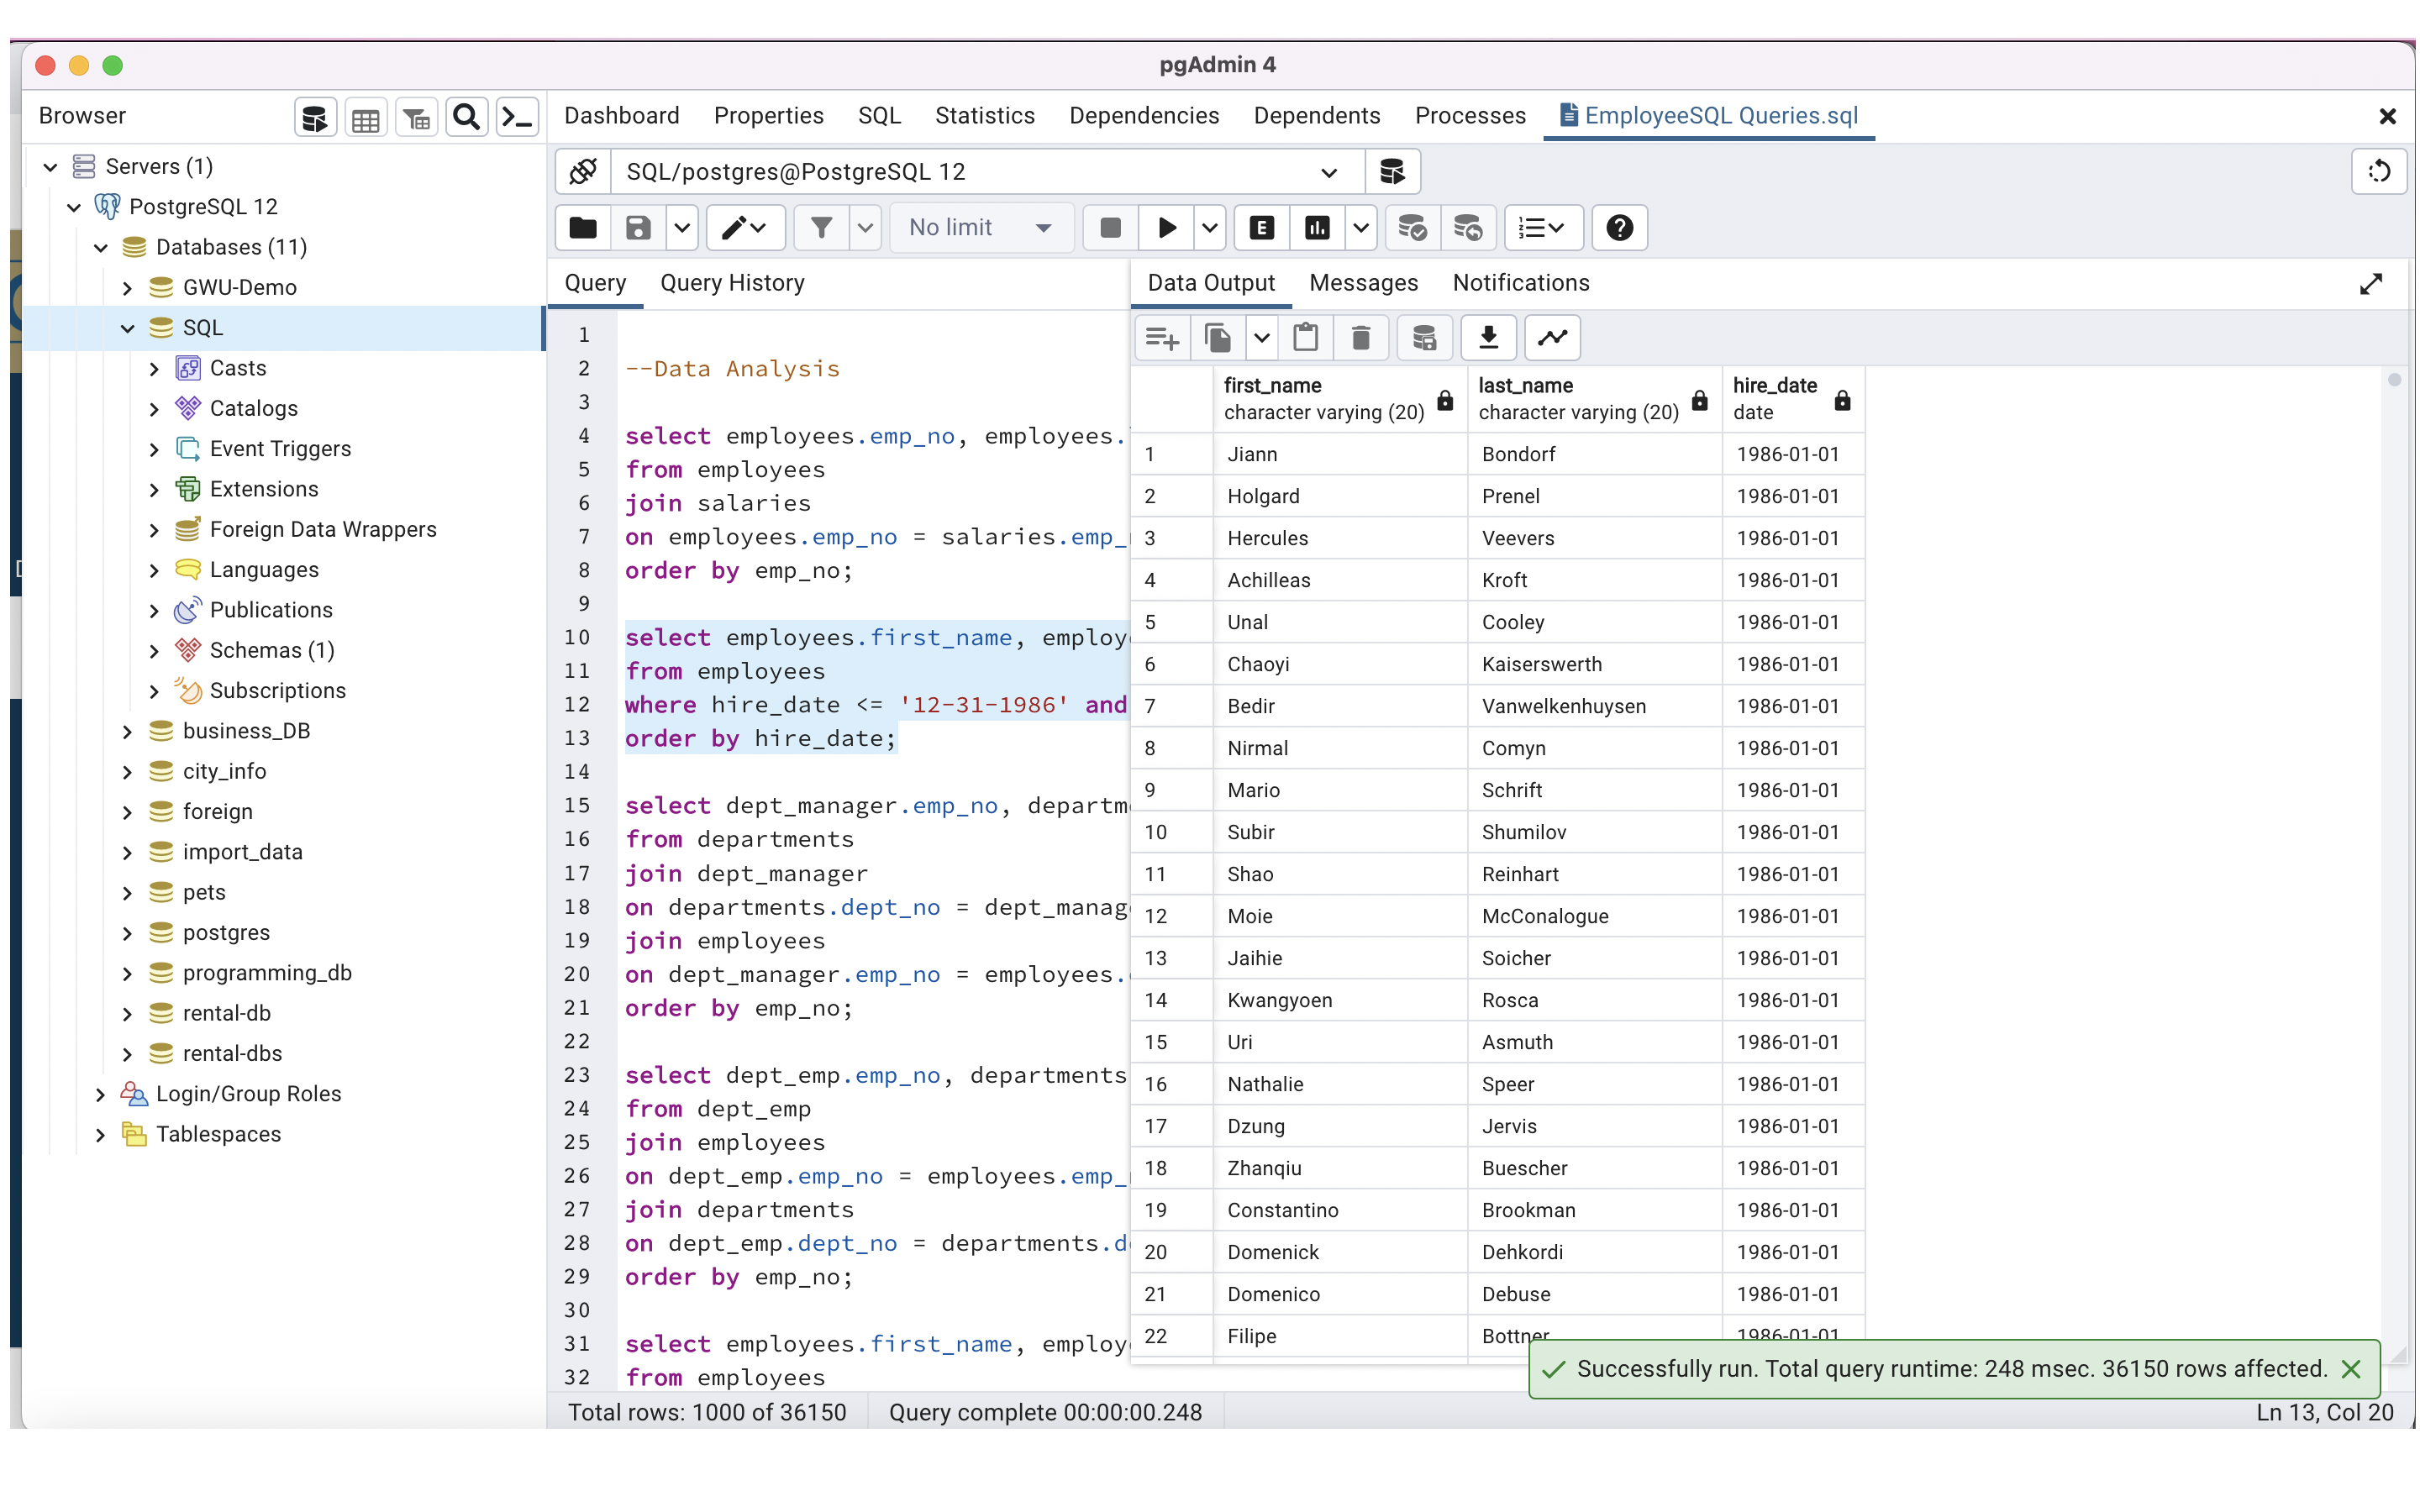 pgAdmin 4
Browser
Dashboard Properties SQL Statistics Dependencies Dependents Processes EmployeeSQL Queries.sql
Servers (1)
PostgreSQL 12
Databases (11)
GWU-Demo
SQL
Casts
Catalogs
Event Triggers
Extensions
Foreign Data Wrappers
Languages
Publications
Schemas (1)
Subscriptions
business_DB
city_info
foreign
import_data
pets
postgres
programming_db
rental-db
rental-dbs
Login/Group Roles
Tablespaces
SQL/postgres@PostgreSQL 12
No limit
E
Query Query History
1
2 --Data Analysis
3
4 select employees.emp_no, employees.
5 from employees
6 join salaries
7 on employees.emp_no = salaries.emp_
8 order by emp_no;
9
10 select employees.first_name, employ
11 from employees
12 where hire_date <= '12-31-1986' and
13 order by hire_date;
14
15 select dept_manager.emp_no, departm
16 from departments
17 join dept_manager
18 on departments.dept_no = dept_manag
19 join employees
20 on dept_manager.emp_no = employees.
21 order by emp_no;
22
23 select dept_emp.emp_no, departments
24 from dept_emp
25 join employees
26 on dept_emp.emp_no = employees.emp_
27 join departments
28 on dept_emp.dept_no = departments.d
29 order by emp_no;
30
31 select employees.first_name, employ
32 from employees
Data Output Messages Notifications
first_name last_name hire_date
character varying (20) character varying (20) date
1 Jiann Bondorf 1986-01-01
2 Holgard Prenel 1986-01-01
3 Hercules Veevers 1986-01-01
4 Achilleas Kroft 1986-01-01
5 Unal Cooley 1986-01-01
6 Chaoyi Kaiserswerth 1986-01-01
7 Bedir Vanwelkenhuysen 1986-01-01
8 Nirmal Comyn 1986-01-01
9 Mario Schrift 1986-01-01
10 Subir Shumilov 1986-01-01
11 Shao Reinhart 1986-01-01
12 Moie McConalogue 1986-01-01
13 Jaihie Soicher 1986-01-01
14 Kwangyoen Rosca 1986-01-01
15 Uri Asmuth 1986-01-01
16 Nathalie Speer 1986-01-01
17 Dzung Jervis 1986-01-01
18 Zhanqiu Buescher 1986-01-01
19 Constantino Brookman 1986-01-01
20 Domenick Dehkordi 1986-01-01
21 Domenico Debuse 1986-01-01
22 Filipe Bottner 1986-01-01
Successfully run. Total query runtime: 248 msec. 36150 rows affected.
Total rows: 1000 of 36150 Query complete 00:00:00.248 Ln 13, Col 20